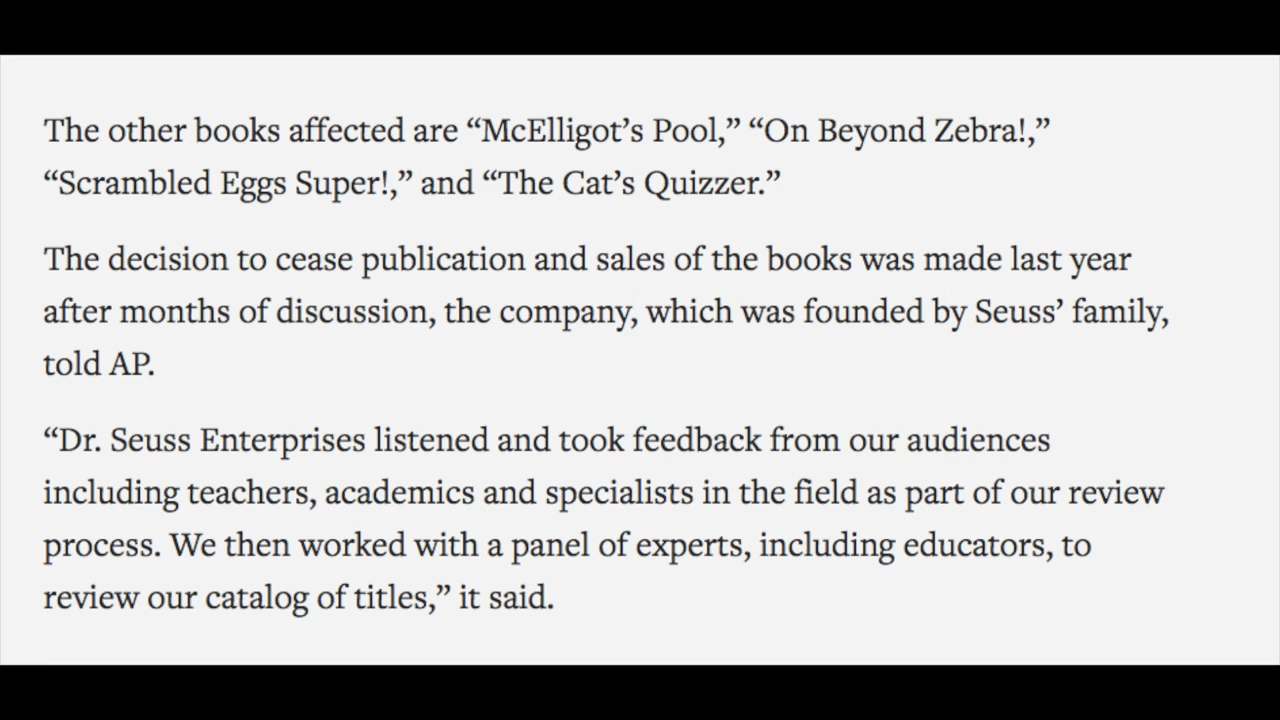 The other books affected are “McElligot’s Pool,” “On Beyond Zebra!,”
“Scrambled Eggs Super!,” and “The Cat’s Quizzer.”
The decision to cease publication and sales of the books was made last year
after months of discussion, the company, which was founded by Seuss’ family,
told AP.
“Dr. Seuss Enterprises listened and took feedback from our audiences
including teachers, academics and specialists in the field as part of our review
process. We then worked with a panel of experts, including educators, to
review our catalog of titles,” it said.